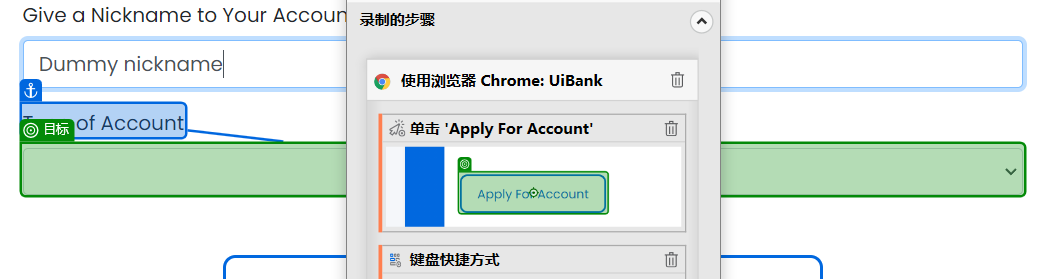 Give a Nickname to Your Accoun
录制的步骤
Dummy nickname
使用浏览器 Chrome: UiBank
of Account
目标
单击 'Apply For Account'
Apply For Account
键盘快捷方式